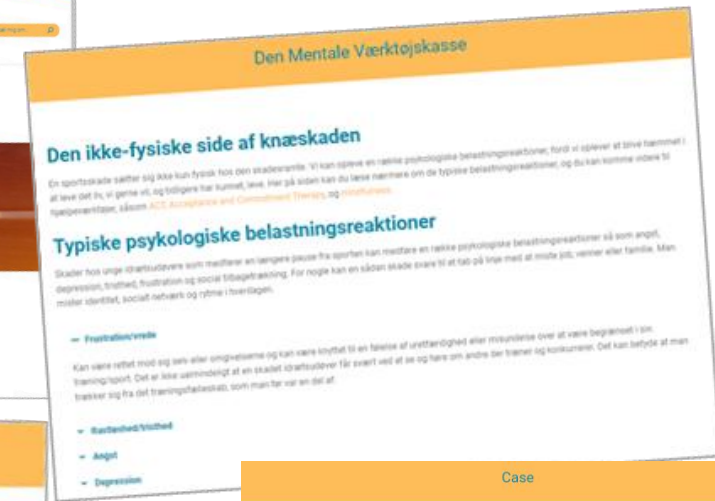 Den Mentale Værktøjskasse
Den ikke-fysiske side af knæskaden
En sportsskade sætter sig ikke kun fysisk hos den skadesramte. Vi kan opleve en række psykologiske belastningsreaktioner, fordi vi oplever at blive hæmmet i
at leve det liv, vi gerne vil, og tidligere har kunnet, leve. Her på siden kan du læse nærmere om de typiske belastningsreaktioner, og du kan komme videre til
hjælpeværktøjer, såsom ACT Acceptance and Commitment Therapy, og mindfulness.
Typiske psykologiske belastningsreaktioner
Skader hos unge idrætsudøvere som medfører en længere pause fra sporten kan medføre en række psykologiske belastningsreaktioner så som angst,
depression, tristhed, frustration og social tilbagetrækning. For nogle kan en sådan skade svare til et tab på linje med at miste job, venner eller familie. Man
mister identitet, socialt netværk og rytme i hverdagen.
Frustration/vrede
Kan være rettet mod sig selv eller omgivelserne og kan være knyttet til en følelse af uretfærdighed eller misundelse over at være begrænset i sin
træning/sport. Det er ikke ualmindeligt at en skadet idrætsudøver får svært ved at se og høre om andre der træner og konkurrerer. Det kan betyde at man
trækker sig fra det træningsfællesskab, som man før var en del af.
Rastløshed/tristhed
Angst
Depression
Case